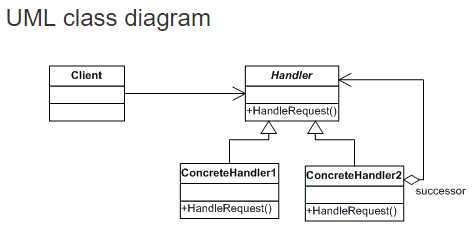 UML class diagram
Client
Handler
+HandleRequest()
ConcreteHandler1
+HandleRequest()
ConcreteHandler2
+HandleRequest()
successor